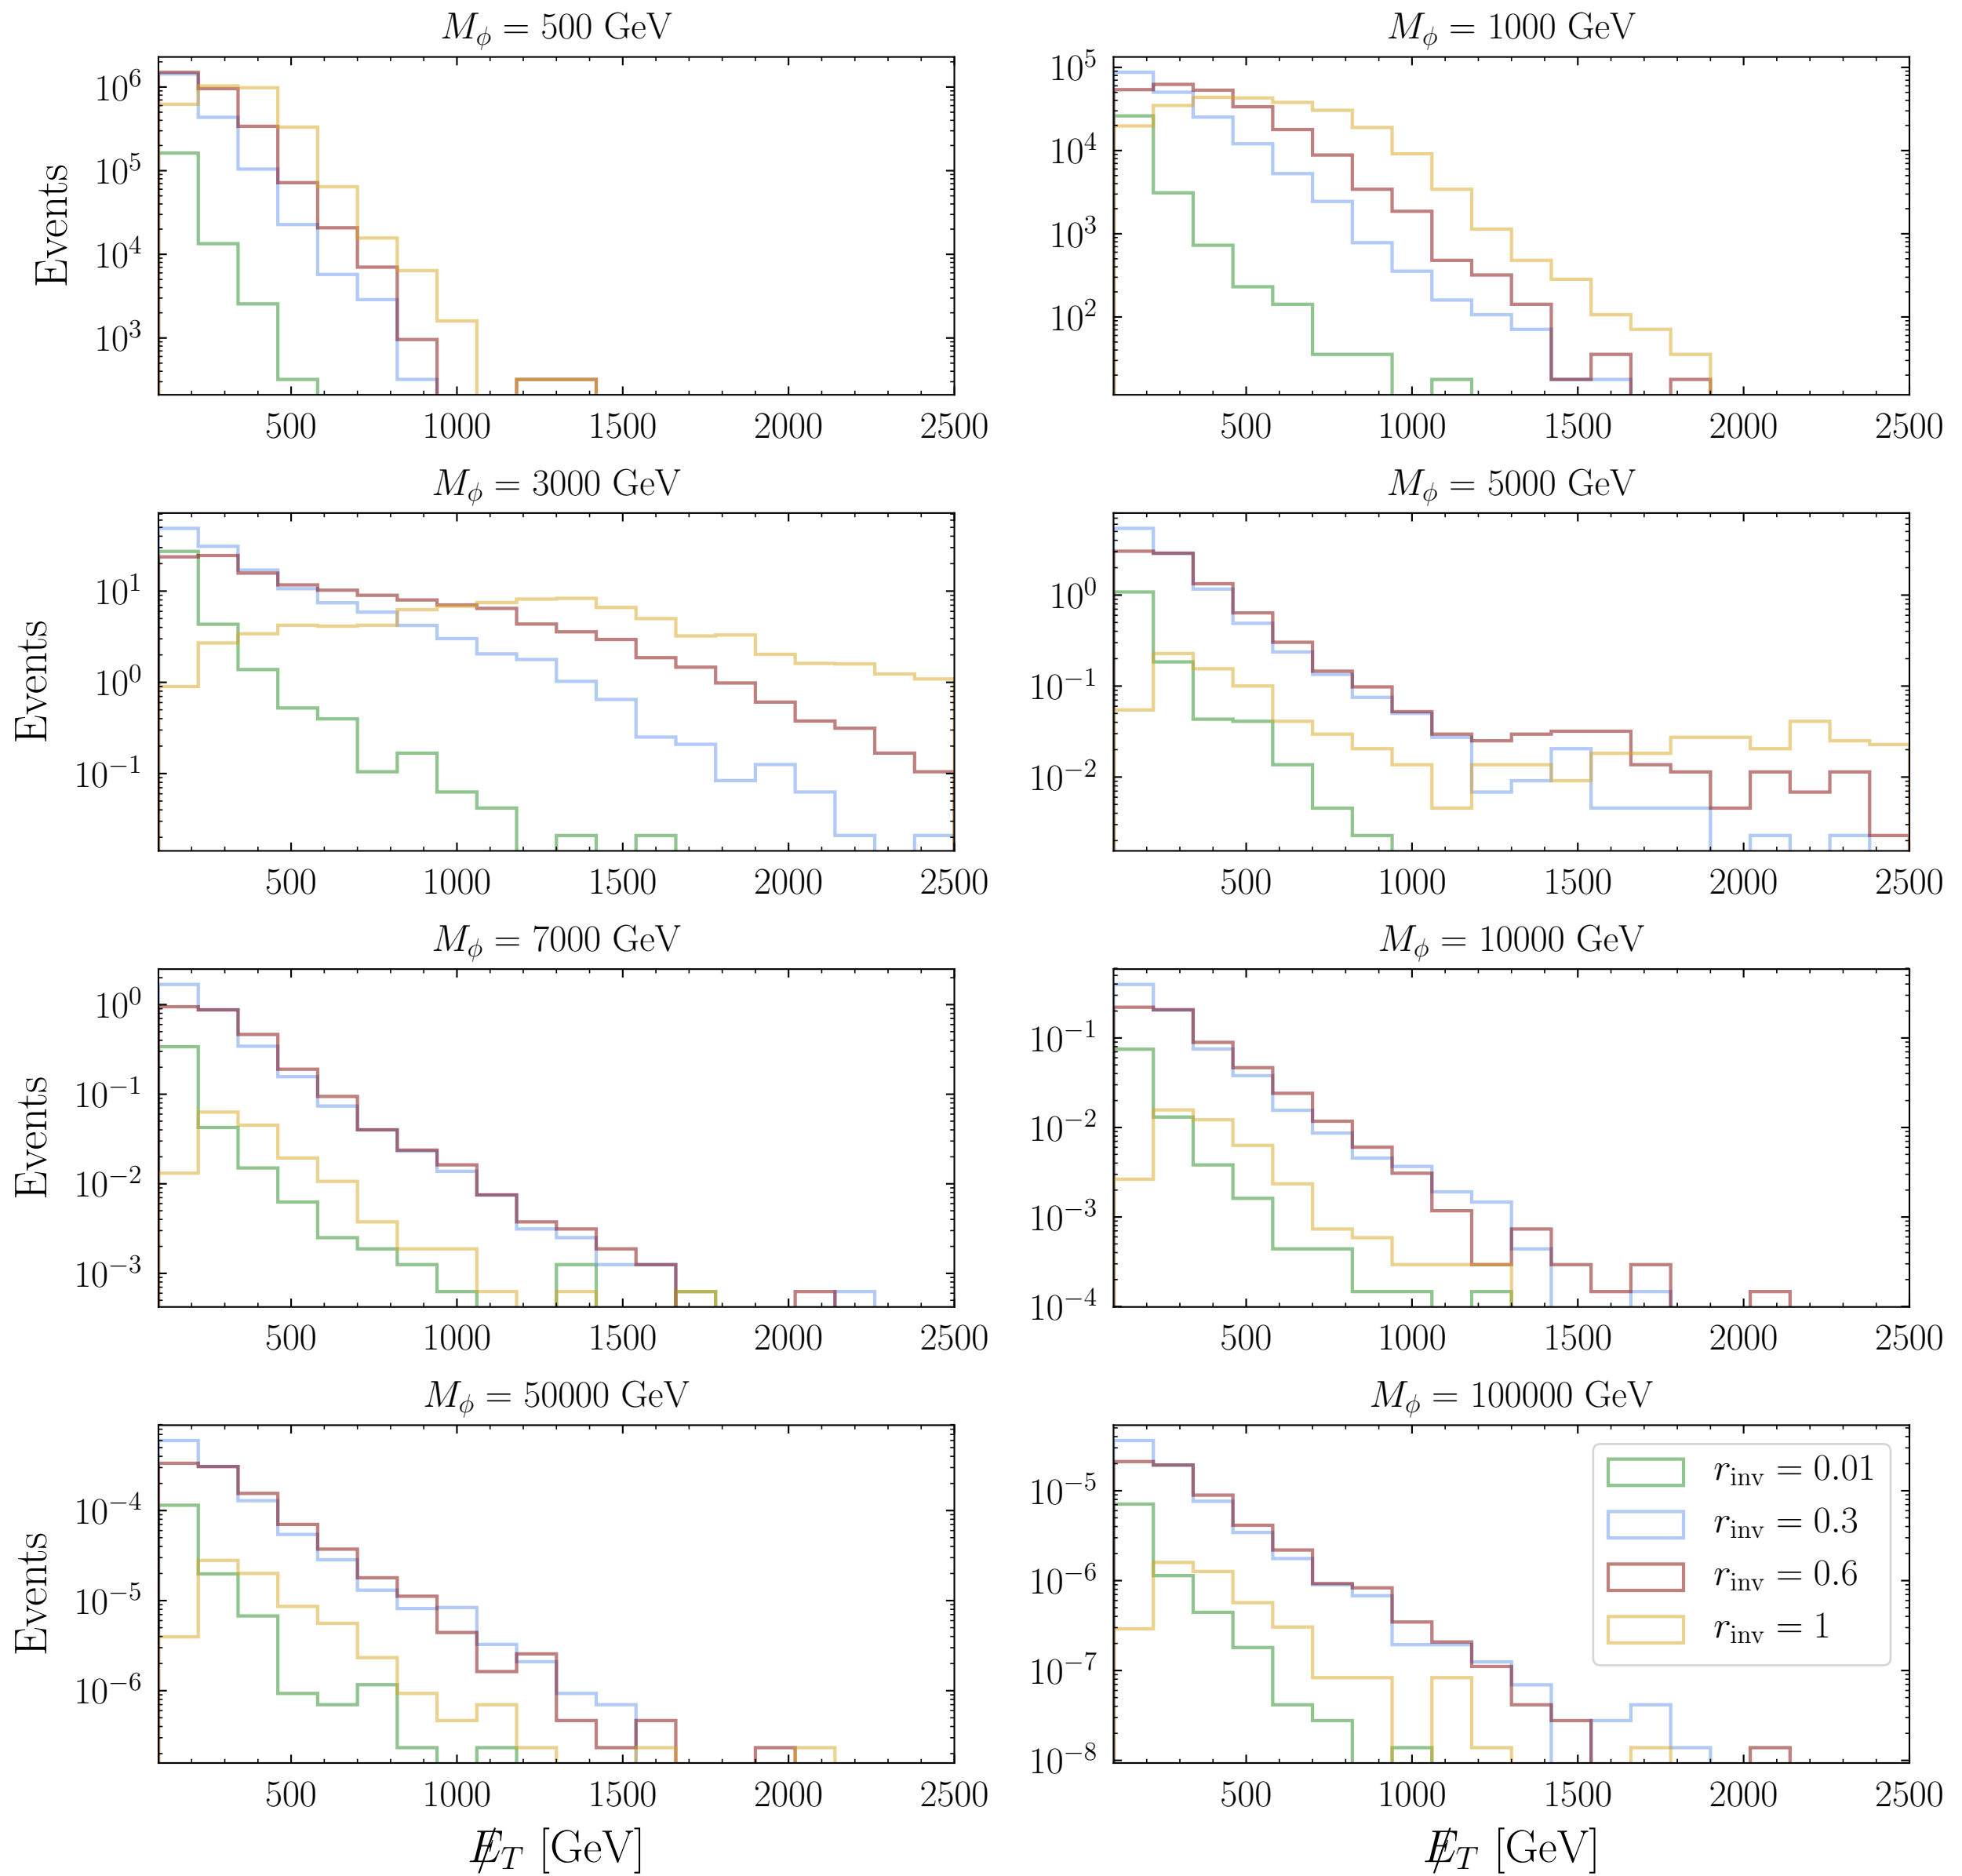 M_ϕ = 500 GeV
M_ϕ = 1000 GeV
Events
10^6
10^5
10^4
10^3
500 1000 1500 2000 2500
10^5
10^4
10^3
10^2
500 1000 1500 2000 2500
M_ϕ = 3000 GeV
M_ϕ = 5000 GeV
Events
10^1
10^0
10^−1
500 1000 1500 2000 2500
10^0
10^−1
10^−2
500 1000 1500 2000 2500
M_ϕ = 7000 GeV
M_ϕ = 10000 GeV
Events
10^0
10^−1
10^−2
10^−3
500 1000 1500 2000 2500
10^−1
10^−2
10^−3
10^−4
500 1000 1500 2000 2500
M_ϕ = 50000 GeV
M_ϕ = 100000 GeV
Events
10^−4
10^−5
10^−6
500 1000 1500 2000 2500
E̸_T [GeV]
10^−5
10^−6
10^−7
10^−8
r_inv = 0.01
r_inv = 0.3
r_inv = 0.6
r_inv = 1
500 1000 1500 2000 2500
E̸_T [GeV]